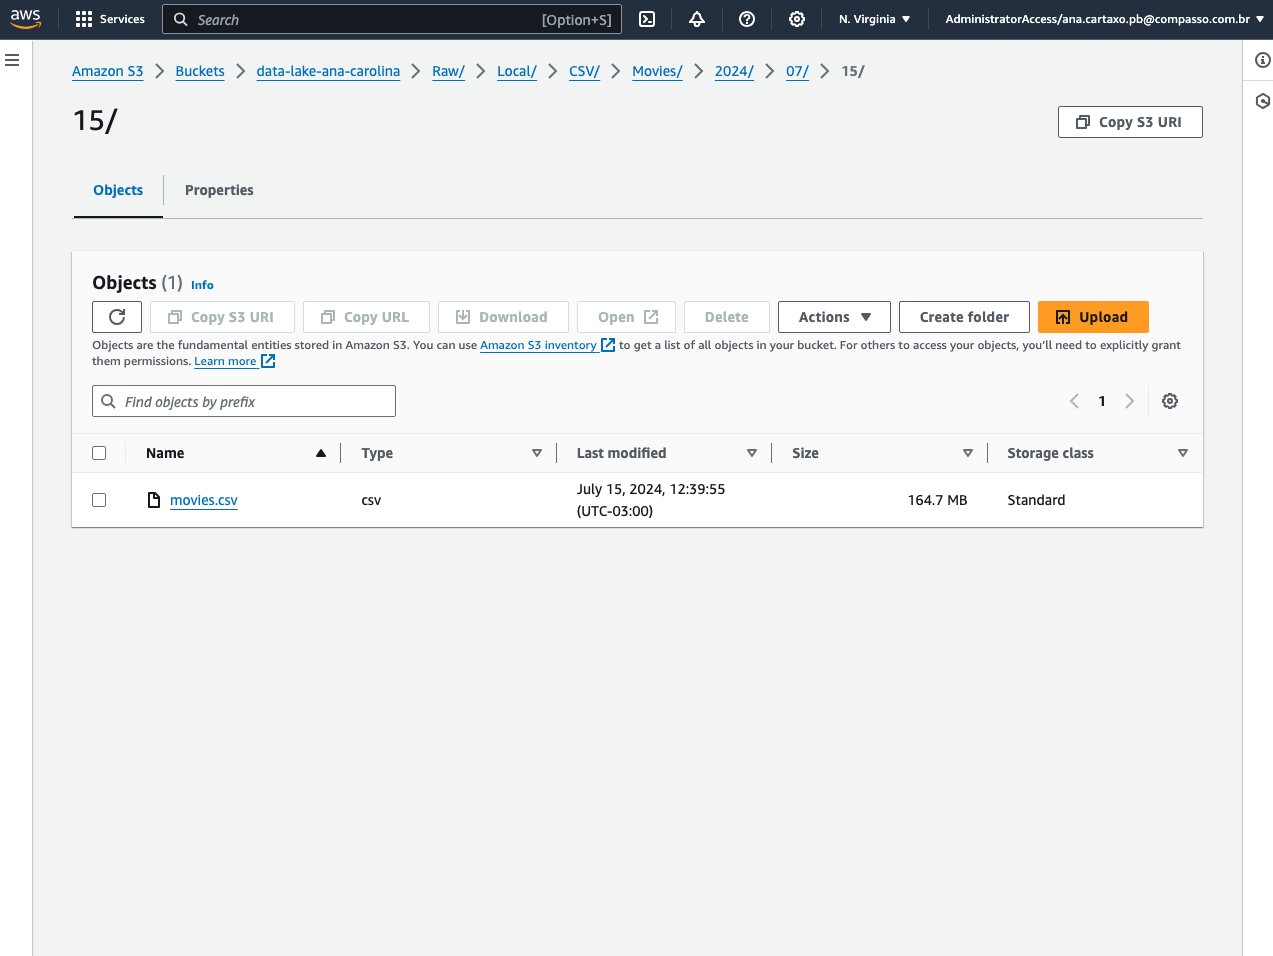 aws Services Search [Option+S] N. Virginia AdministratorAccess/ana.cartaxo.pb@compasso.com.br
Amazon S3 Buckets data-lake-ana-carolina Raw/ Local/ CSV/ Movies/ 2024/ 07/ 15/
15/
Copy S3 URI
Objects Properties
Objects (1) Info
Copy S3 URI Copy URL Download Open Delete Actions Create folder Upload
Objects are the fundamental entities stored in Amazon S3. You can use Amazon S3 inventory to get a list of all objects in your bucket. For others to access your objects, you'll need to explicitly grant
them permissions. Learn more
Find objects by prefix 1
Name Type Last modified Size Storage class
movies.csv csv July 15, 2024, 12:39:55 164.7 MB Standard
(UTC-03:00)